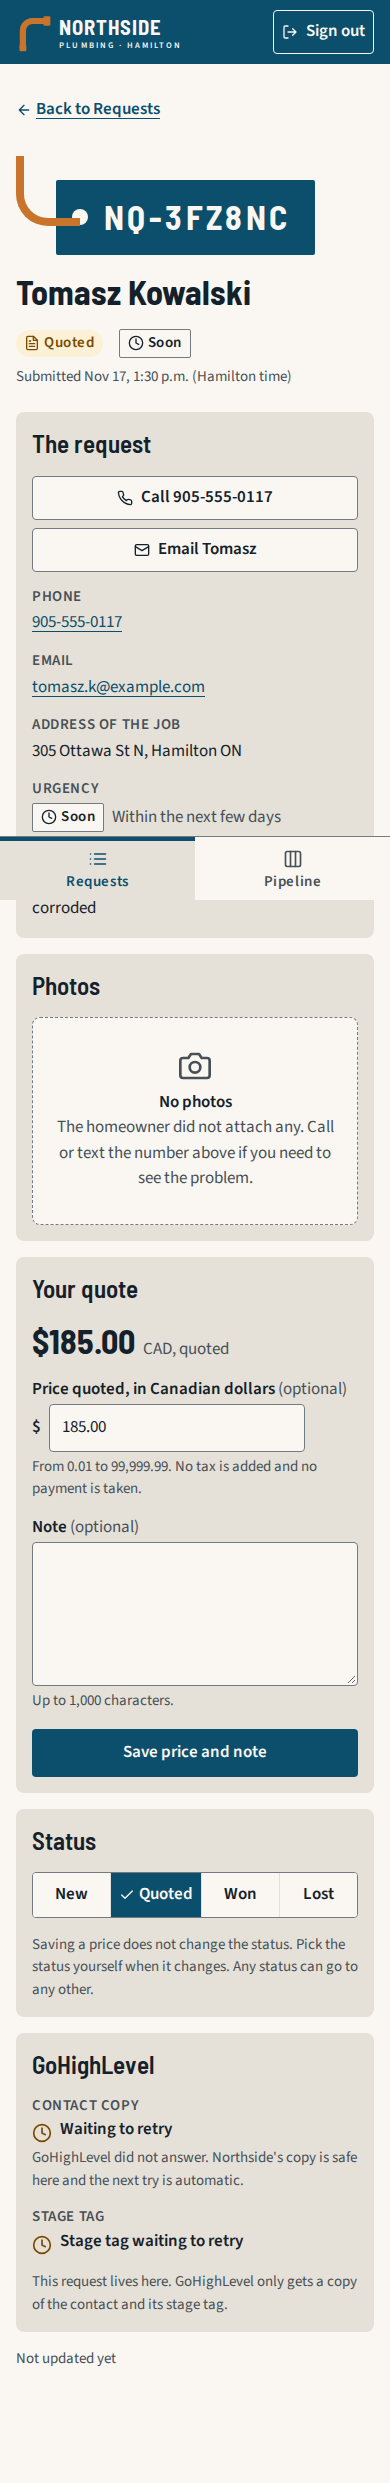 NORTHSIDE
PLUMBING · HAMILTON
Sign out
Back to Requests
NQ-3FZ8NC
Tomasz Kowalski
Quoted
Soon
Submitted Nov 17, 1:30 p.m. (Hamilton time)
The request
Call 905-555-0117
Email Tomasz
PHONE
905-555-0117
EMAIL
tomasz.k@example.com
ADDRESS OF THE JOB
305 Ottawa St N, Hamilton ON
URGENCY
Soon Within the next few days
Requests
Pipeline
corroded
Photos
No photos
The homeowner did not attach any. Call
or text the number above if you need to
see the problem.
Your quote
$185.00 CAD, quoted
Price quoted, in Canadian dollars (optional)
$ 185.00
From 0.01 to 99,999.99. No tax is added and no
payment is taken.
Note (optional)
Up to 1,000 characters.
Save price and note
Status
New
Quoted
Won
Lost
Saving a price does not change the status. Pick the
status yourself when it changes. Any status can go to
any other.
GoHighLevel
CONTACT COPY
Waiting to retry
GoHighLevel did not answer. Northside's copy is safe
here and the next try is automatic.
STAGE TAG
Stage tag waiting to retry
This request lives here. GoHighLevel only gets a copy
of the contact and its stage tag.
Not updated yet